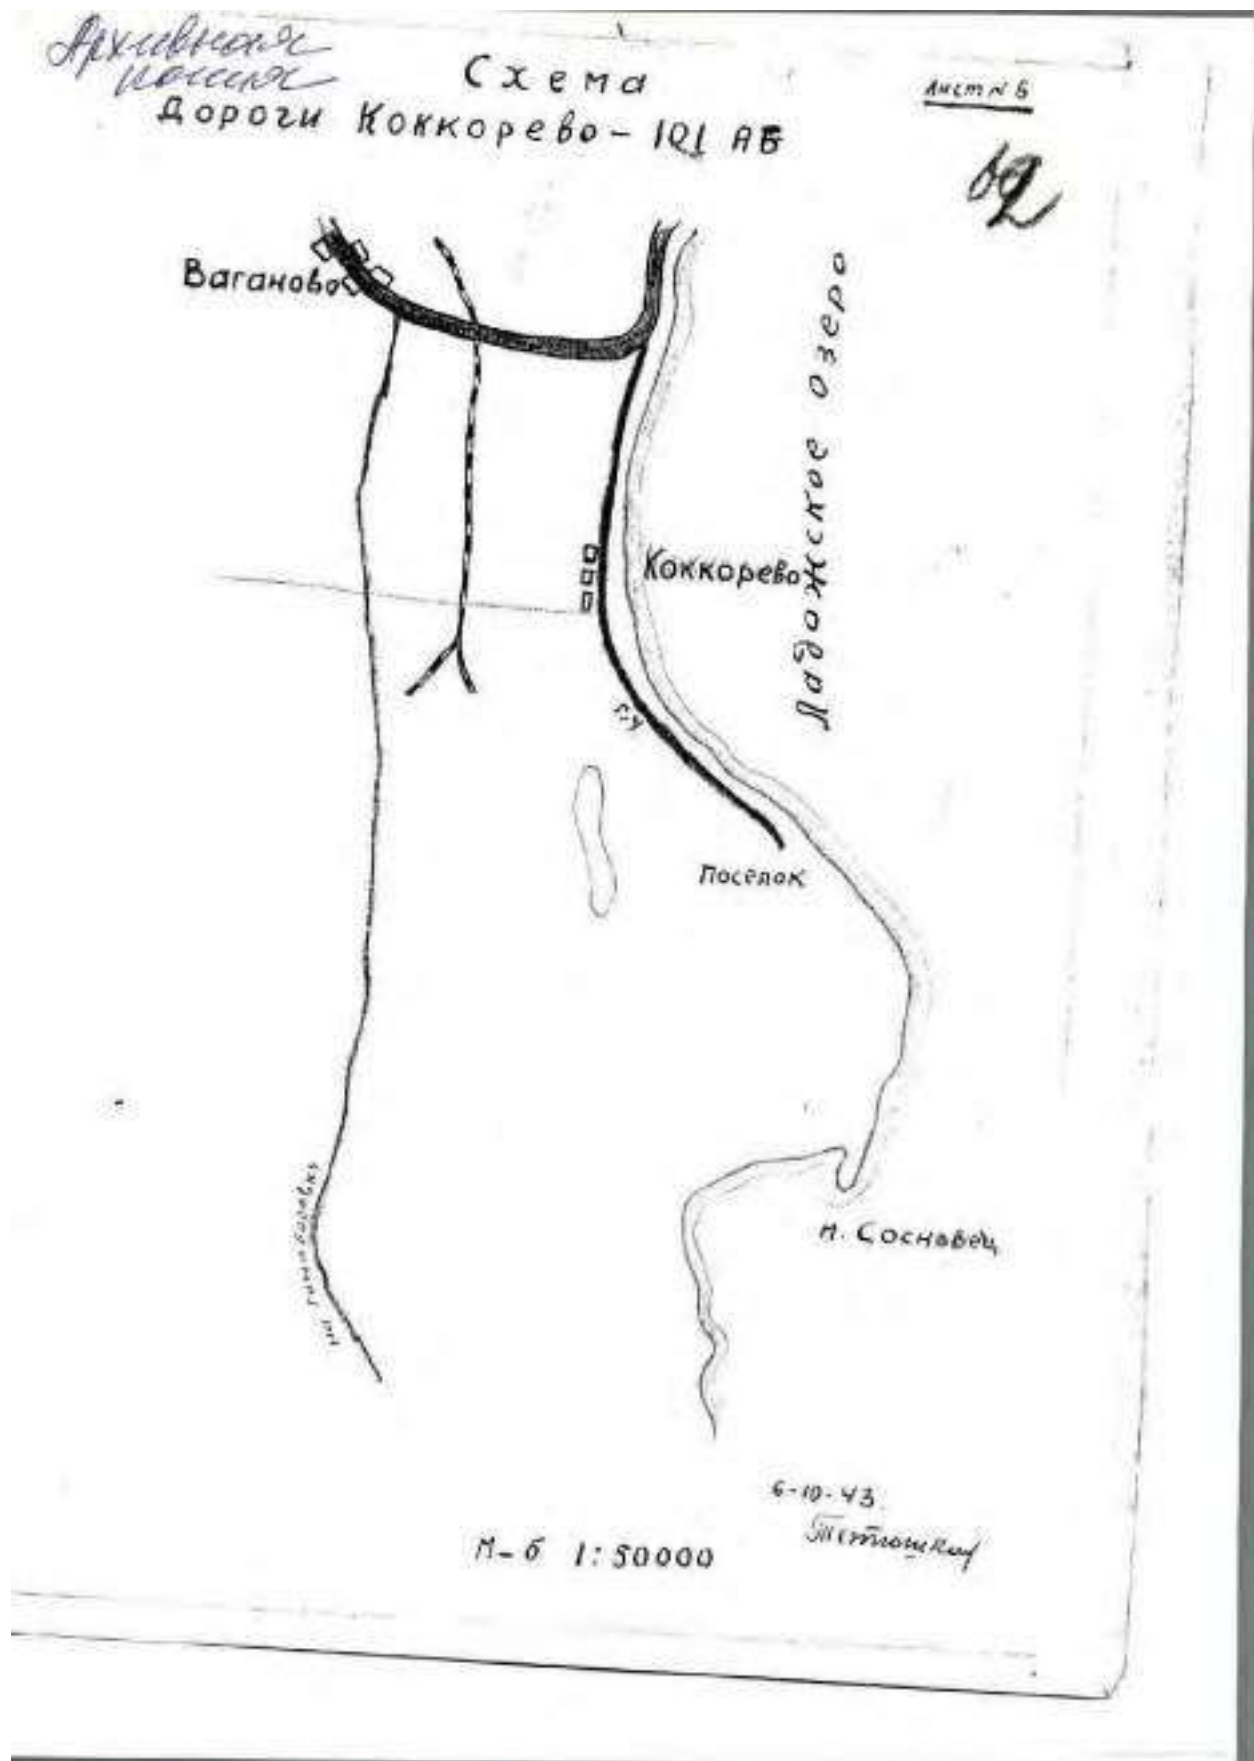 Архивная
копия
Схема
Дороги Коккорево - 101 АБ
Лист № 6
Ваганово
Ладожское озеро
Коккорево
Поселок
М. Сосновец
6-10-43.
М-б 1:50000